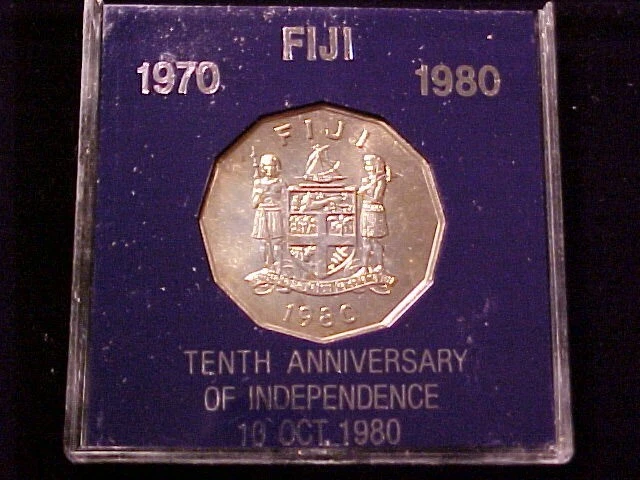 FIJI
1970 1980
FIJI
1980
TENTH ANNIVERSARY
OF INDEPENDENCE
10 OCT. 1980